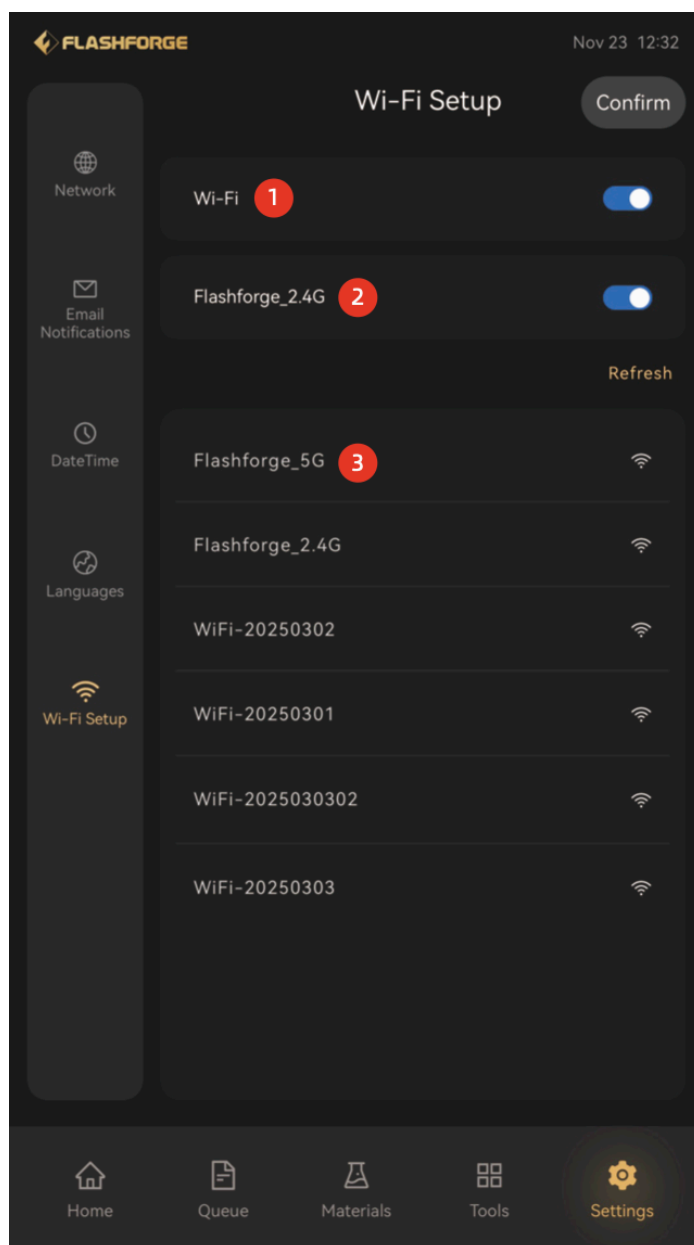 FLASHFORGE
Nov 23 12:32
Wi-Fi Setup
Confirm
Network
Email
Notifications
DateTime
Languages
Wi-Fi Setup
Wi-Fi 1
Flashforge_2.4G 2
Refresh
Flashforge_5G 3
Flashforge_2.4G
WiFi-20250302
WiFi-20250301
WiFi-2025030302
WiFi-20250303
Home
Queue
Materials
Tools
Settings